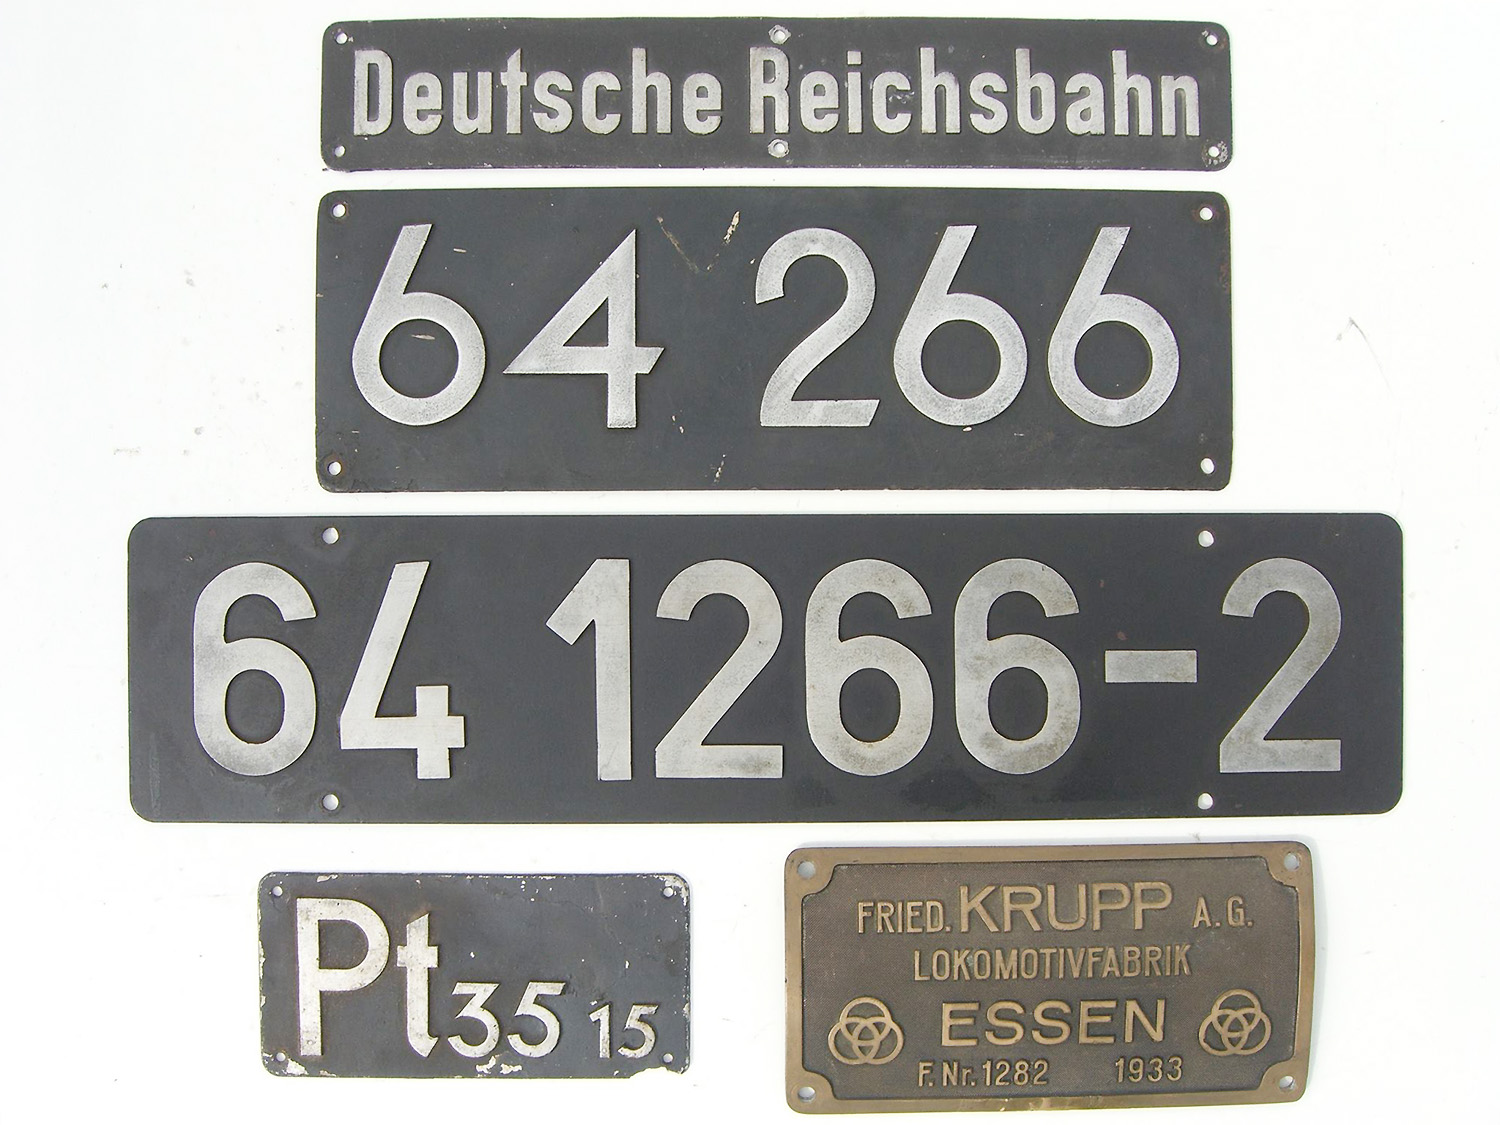 Deutsche Reichsbahn
64 266
64 1266-2
Pt 35 15
FRIED. KRUPP A.G.
LOKOMOTIVFABRIK
ESSEN
F.Nr. 1282 1933